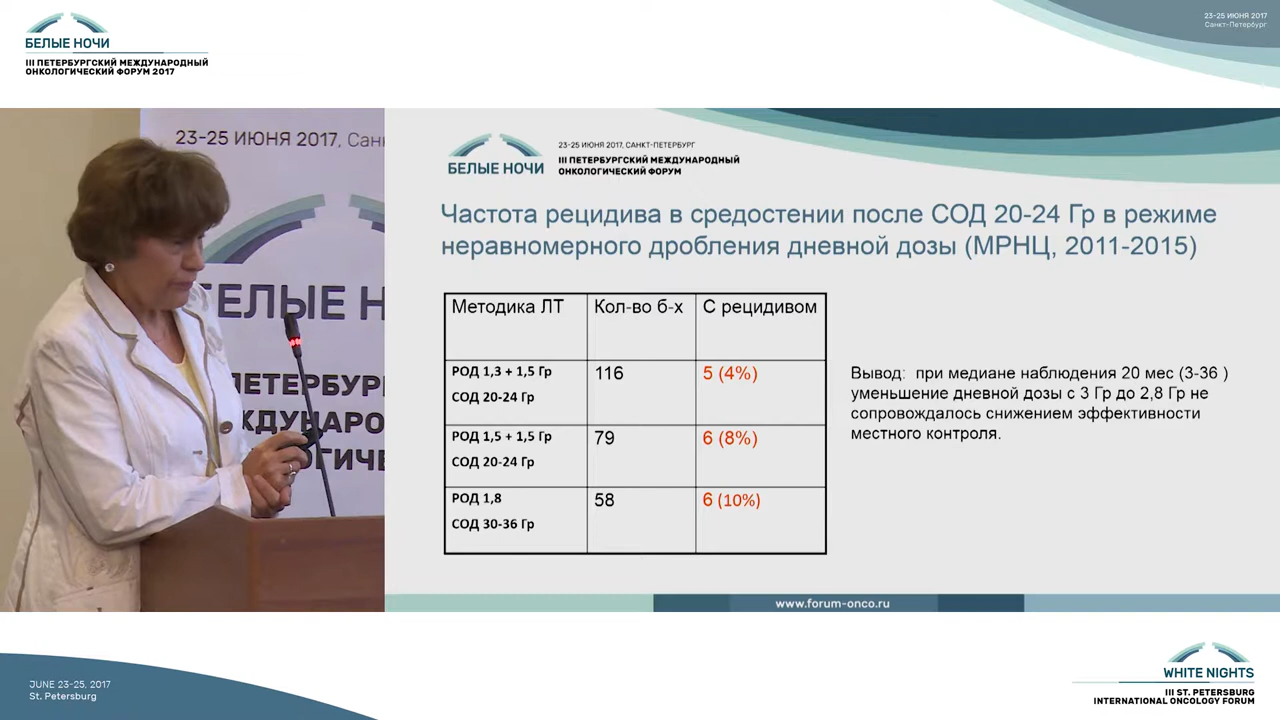 БЕЛЫЕ НОЧИ
III ПЕТЕРБУРГСКИЙ МЕЖДУНАРОДНЫЙ
ОНКОЛОГИЧЕСКИЙ ФОРУМ 2017
23-25 ИЮНЯ 2017
Санкт-Петербург
23-25 ИЮНЯ 2017, Санк
БЕЛЫЕ Н
ПЕТЕРБУР
ЖДУНАРО
ОГИЧЕ
БЕЛЫЕ НОЧИ
23-25 ИЮНЯ 2017, САНКТ-ПЕТЕРБУРГ
III ПЕТЕРБУРГСКИЙ МЕЖДУНАРОДНЫЙ
ОНКОЛОГИЧЕСКИЙ ФОРУМ
Частота рецидива в средостении после СОД 20-24 Гр в режиме
неравномерного дробления дневной дозы (МРНЦ, 2011-2015)
Методика ЛТ Кол-во б-х С рецидивом
РОД 1,3 + 1,5 Гр 116 5 (4%)
СОД 20-24 Гр
РОД 1,5 + 1,5 Гр 79 6 (8%)
СОД 20-24 Гр
РОД 1,8 58 6 (10%)
СОД 30-36 Гр
Вывод: при медиане наблюдения 20 мес (3-36 )
уменьшение дневной дозы с 3 Гр до 2,8 Гр не
сопровождалось снижением эффективности
местного контроля.
www.forum-onco.ru
JUNE 23-25, 2017
St. Petersburg
WHITE NIGHTS
III ST. PETERSBURG
INTERNATIONAL ONCOLOGY FORUM